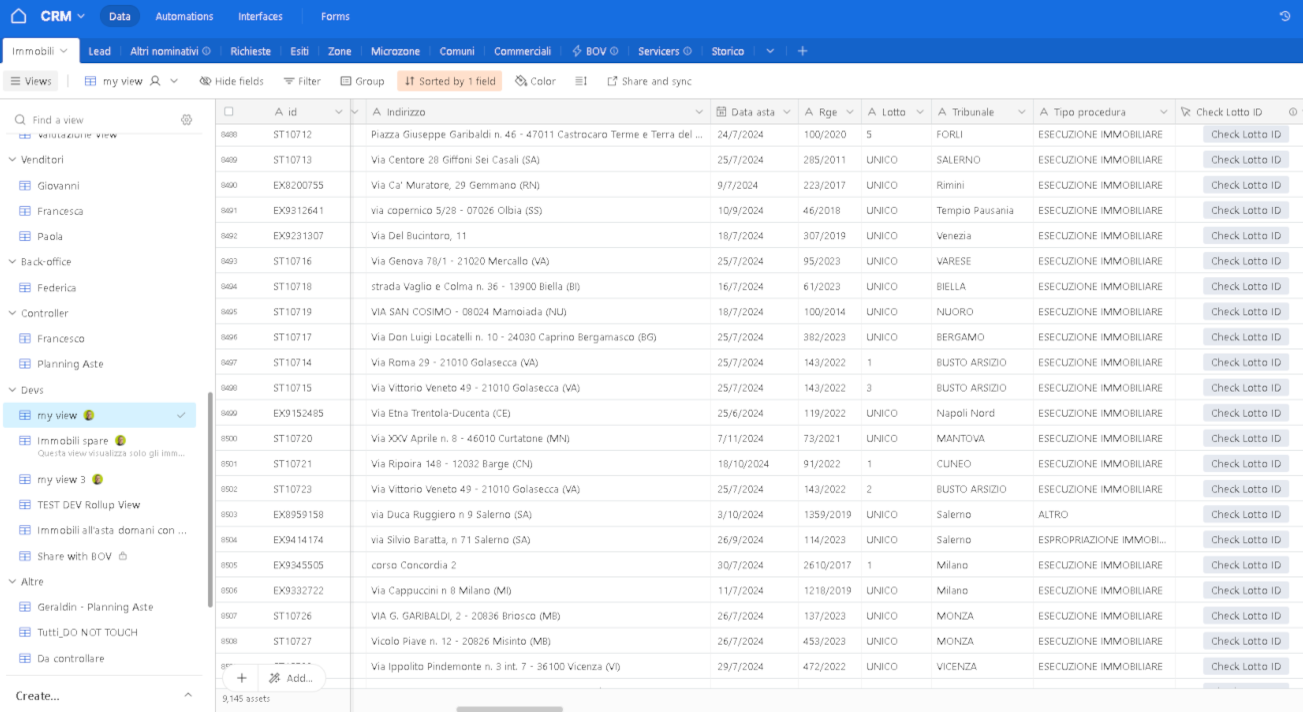 CRM Data Automations Interfaces Forms
Immobili Lead Altri nominativi Richieste Esiti Zone Microzone Comuni Commerciali BOV Servicers Storico
Views my view Hide fields Filter Group Sorted by 1 field Color Share and sync
Find a view
Valutazione View
Venditori
Giovanni
Francesca
Paola
Back-office
Federica
Controller
Francesco
Planning Aste
Devs
my view
Immobili spare
Questa view visualizza solo gli imm...
my view 3
TEST DEV Rollup View
Immobili all'asta domani con ...
Share with BOV
Altre
Geraldin - Planning Aste
Tutti_DO NOT TOUCH
Da controllare
Create...
id Indirizzo Data asta Rge Lotto Tribunale Tipo procedura Check Lotto ID
8488 ST10712 Piazza Giuseppe Garibaldi n. 46 - 47011 Castrocaro Terme e Terra del ... 24/7/2024 100/2020 5 FORLI ESECUZIONE IMMOBILIARE Check Lotto ID
8489 ST10713 Via Centore 28 Giffoni Sei Casali (SA) 25/7/2024 285/2011 UNICO SALERNO ESECUZIONE IMMOBILIARE Check Lotto ID
8490 EX8200755 Via Ca' Muratore, 29 Gemmano (RN) 9/7/2024 223/2017 UNICO Rimini ESECUZIONE IMMOBILIARE Check Lotto ID
8491 EX9312641 via copernico 5/28 - 07026 Olbia (SS) 10/9/2024 46/2018 UNICO Tempio Pausania ESECUZIONE IMMOBILIARE Check Lotto ID
8492 EX9231307 Via Del Bucintoro, 11 18/7/2024 307/2019 UNICO Venezia ESECUZIONE IMMOBILIARE Check Lotto ID
8493 ST10716 Via Genova 78/1 - 21020 Mercallo (VA) 25/7/2024 95/2023 UNICO VARESE ESECUZIONE IMMOBILIARE Check Lotto ID
8494 ST10718 strada Vaglio e Colma n. 36 - 13900 Biella (BI) 16/7/2024 61/2023 UNICO BIELLA ESECUZIONE IMMOBILIARE Check Lotto ID
8495 ST10719 VIA SAN COSIMO - 08024 Mamoiada (NU) 18/7/2024 100/2014 UNICO NUORO ESECUZIONE IMMOBILIARE Check Lotto ID
8496 ST10717 Via Don Luigi Locatelli n. 10 - 24030 Caprino Bergamasco (BG) 25/7/2024 382/2023 UNICO BERGAMO ESECUZIONE IMMOBILIARE Check Lotto ID
8497 ST10714 Via Roma 29 - 21010 Golasecca (VA) 25/7/2024 143/2022 1 BUSTO ARSIZIO ESECUZIONE IMMOBILIARE Check Lotto ID
8498 ST10715 Via Vittorio Veneto 49 - 21010 Golasecca (VA) 25/7/2024 143/2022 3 BUSTO ARSIZIO ESECUZIONE IMMOBILIARE Check Lotto ID
8499 EX9152485 Via Etna Trentola-Ducenta (CE) 25/6/2024 119/2022 UNICO Napoli Nord ESECUZIONE IMMOBILIARE Check Lotto ID
8500 ST10720 Via XXV Aprile n. 8 - 46010 Curtatone (MN) 7/11/2024 73/2021 UNICO MANTOVA ESECUZIONE IMMOBILIARE Check Lotto ID
8501 ST10721 Via Ripoira 148 - 12032 Barge (CN) 18/10/2024 91/2022 1 CUNEO ESECUZIONE IMMOBILIARE Check Lotto ID
8502 ST10723 Via Vittorio Veneto 49 - 21010 Golasecca (VA) 25/7/2024 143/2022 2 BUSTO ARSIZIO ESECUZIONE IMMOBILIARE Check Lotto ID
8503 EX8959158 via Duca Ruggiero n 9 Salerno (SA) 3/10/2024 1359/2019 UNICO Salerno ALTRO Check Lotto ID
8504 EX9414174 via Silvio Baratta, n 71 Salerno (SA) 26/9/2024 114/2023 UNICO Salerno ESPROPRIAZIONE IMMOBI... Check Lotto ID
8505 EX9345505 corso Concordia 2 30/7/2024 2610/2017 1 Milano ESECUZIONE IMMOBILIARE Check Lotto ID
8506 EX9332722 Via Cappuccini n 8 Milano (MI) 11/7/2024 1218/2019 UNICO Milano ESECUZIONE IMMOBILIARE Check Lotto ID
8507 ST10726 VIA G. GARIBALDI, 2 - 20836 Briosco (MB) 26/7/2024 137/2023 UNICO MONZA ESECUZIONE IMMOBILIARE Check Lotto ID
8508 ST10727 Vicolo Piave n. 12 - 20826 Misinto (MB) 26/7/2024 453/2023 UNICO MONZA ESECUZIONE IMMOBILIARE Check Lotto ID
Via Ippolito Pindemonte n. 3 int. 7 - 36100 Vicenza (VI) 29/7/2024 472/2022 UNICO VICENZA ESECUZIONE IMMOBILIARE Check Lotto ID
Add...
9,145 assets